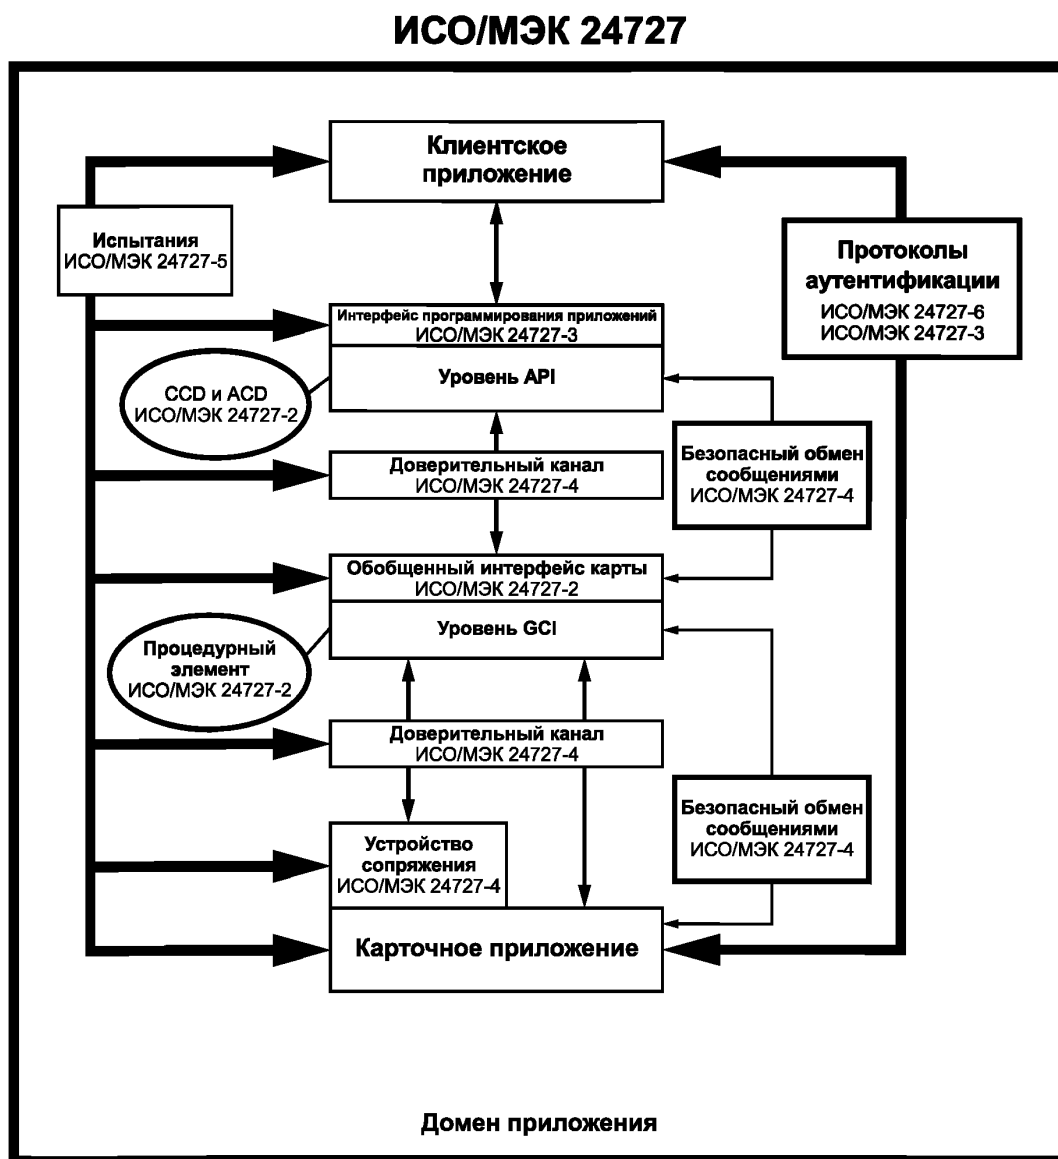 ИСО/МЭК 24727
Клиентское
приложение
Испытания
ИСО/МЭК 24727-5
Протоколы
аутентификации
ИСО/МЭК 24727-6
ИСО/МЭК 24727-3
Интерфейс программирования приложений
ИСО/МЭК 24727-3
Уровень API
CCD и ACD
ИСО/МЭК 24727-2
Доверительный канал
ИСО/МЭК 24727-4
Безопасный обмен
сообщениями
ИСО/МЭК 24727-4
Обобщенный интерфейс карты
ИСО/МЭК 24727-2
Уровень GCI
Процедурный
элемент
ИСО/МЭК 24727-2
Доверительный канал
ИСО/МЭК 24727-4
Безопасный обмен
сообщениями
ИСО/МЭК 24727-4
Устройство
сопряжения
ИСО/МЭК 24727-4
Карточное приложение
Домен приложения